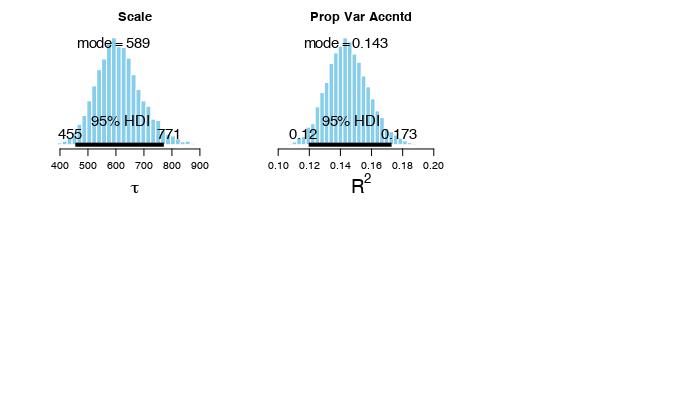 Scale
mode = 589
95% HDI
455 771
400 500 600 700 800 900
τ
Prop Var Accntd
mode = 0.143
95% HDI
0.12 0.173
0.10 0.12 0.14 0.16 0.18 0.20
R²